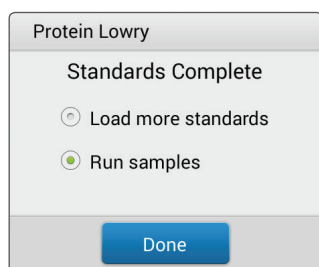 Protein Lowry
Standards Complete
Load more standards
Run samples
Done